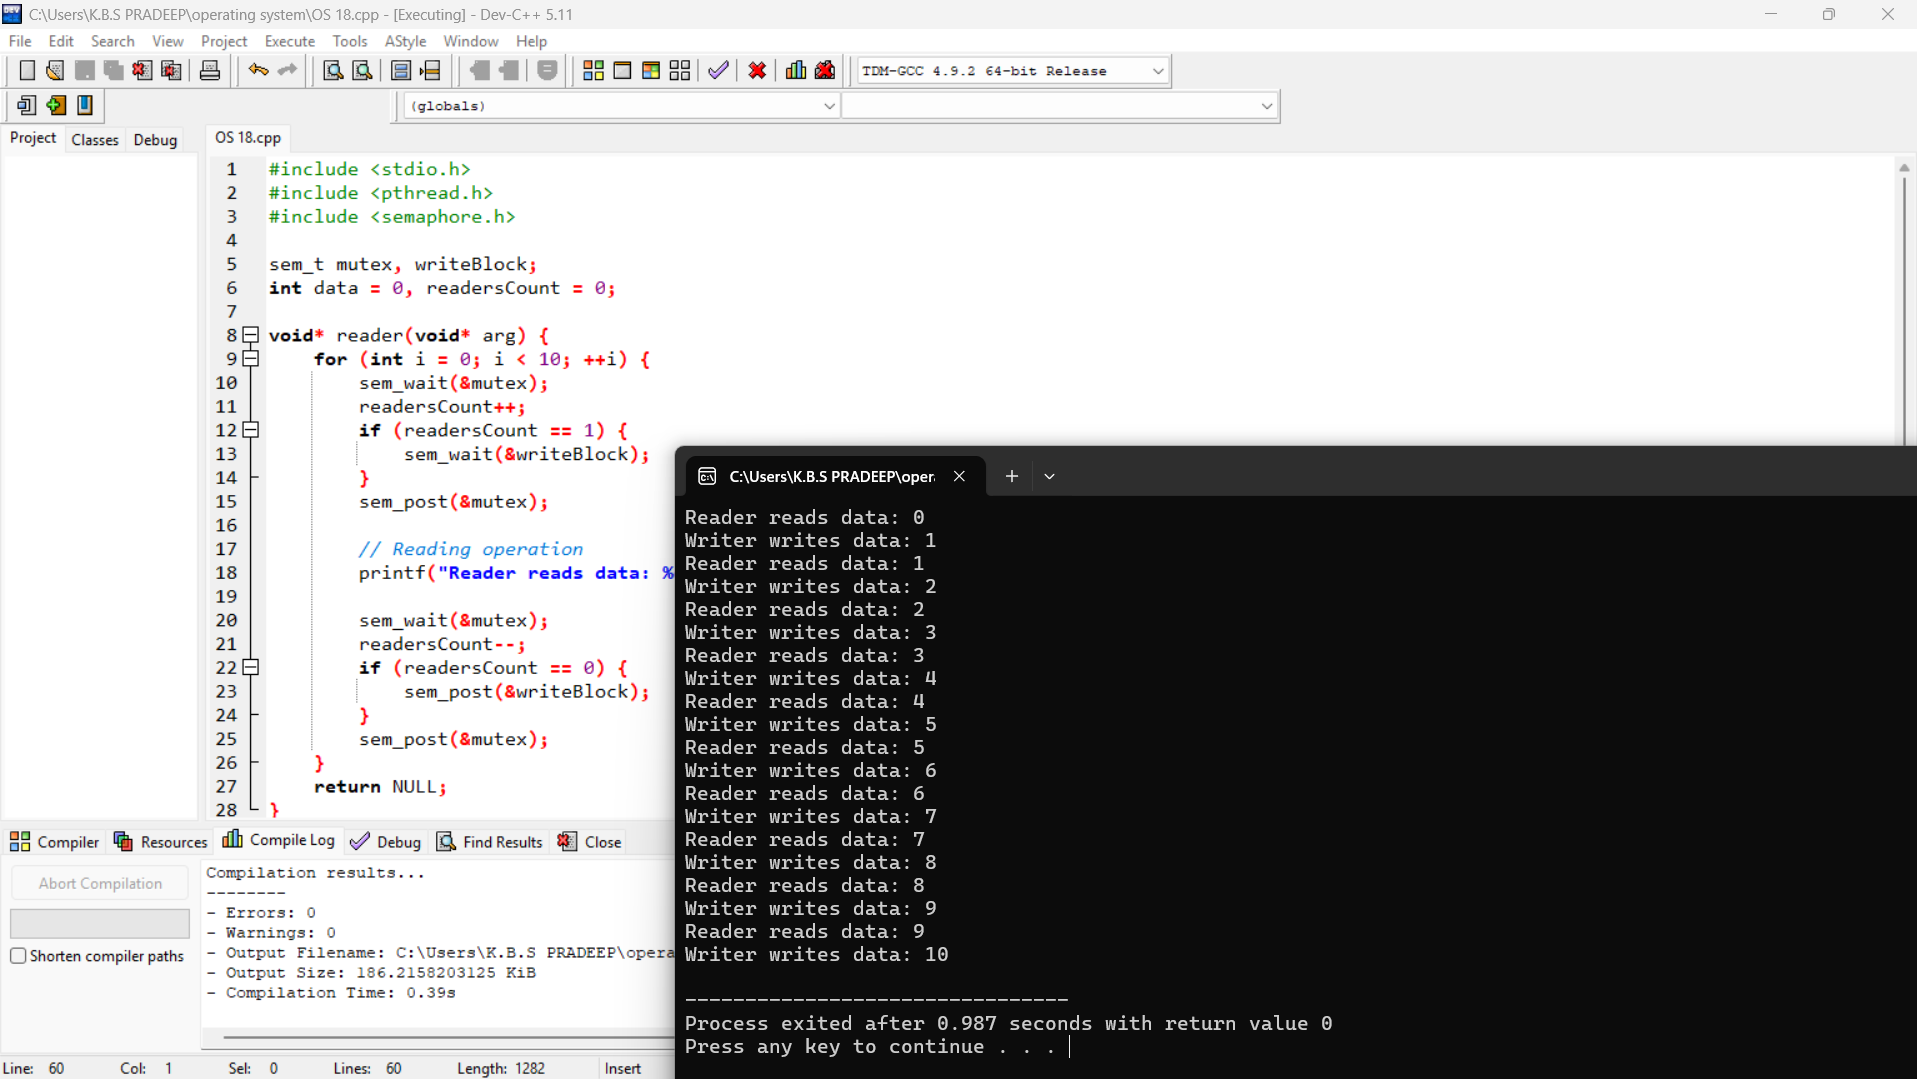 C:\Users\K.B.S PRADEEP\operating system\OS 18.cpp - [Executing] - Dev-C++ 5.11
File Edit Search View Project Execute Tools AStyle Window Help
TDM-GCC 4.9.2 64-bit Release
(globals)
Project Classes Debug OS 18.cpp
1 #include <stdio.h>
2 #include <pthread.h>
3 #include <semaphore.h>
4
5 sem_t mutex, writeBlock;
6 int data = 0, readersCount = 0;
7
8 void* reader(void* arg) {
9 for (int i = 0; i < 10; ++i) {
10 sem_wait(&mutex);
11 readersCount++;
12 if (readersCount == 1) {
13 sem_wait(&writeBlock);
14 }
15 sem_post(&mutex);
16
17 // Reading operation
18 printf("Reader reads data: %
19
20 sem_wait(&mutex);
21 readersCount--;
22 if (readersCount == 0) {
23 sem_post(&writeBlock);
24 }
25 sem_post(&mutex);
26 }
27 return NULL;
28 }
C:\Users\K.B.S PRADEEP\oper
Reader reads data: 0
Writer writes data: 1
Reader reads data: 1
Writer writes data: 2
Reader reads data: 2
Writer writes data: 3
Reader reads data: 3
Writer writes data: 4
Reader reads data: 4
Writer writes data: 5
Reader reads data: 5
Writer writes data: 6
Reader reads data: 6
Writer writes data: 7
Reader reads data: 7
Writer writes data: 8
Reader reads data: 8
Writer writes data: 9
Reader reads data: 9
Writer writes data: 10
--------------------------------
Process exited after 0.987 seconds with return value 0
Press any key to continue . . .
Compiler Resources Compile Log Debug Find Results Close
Abort Compilation
Shorten compiler paths
Compilation results...
--------
- Errors: 0
- Warnings: 0
- Output Filename: C:\Users\K.B.S PRADEEP\opera
- Output Size: 186.2158203125 KiB
- Compilation Time: 0.39s
Line: 60 Col: 1 Sel: 0 Lines: 60 Length: 1282 Insert